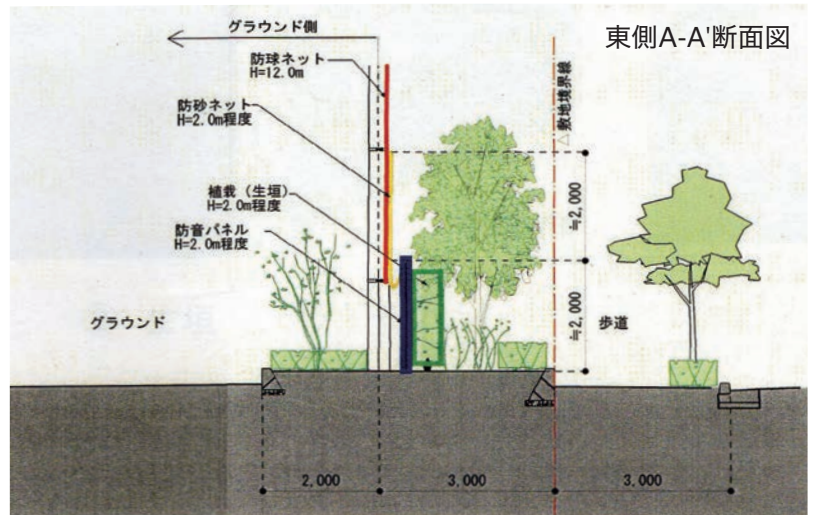 東側A-A'断面図
グラウンド側
防球ネット
H=12.0m
防砂ネット
H=2.0m程度
植栽（生垣）
H=2.0m程度
防音パネル
H=2.0m程度
△敷地境界線
≒2,000
≒2,000
グラウンド
歩道
2,000
3,000
3,000